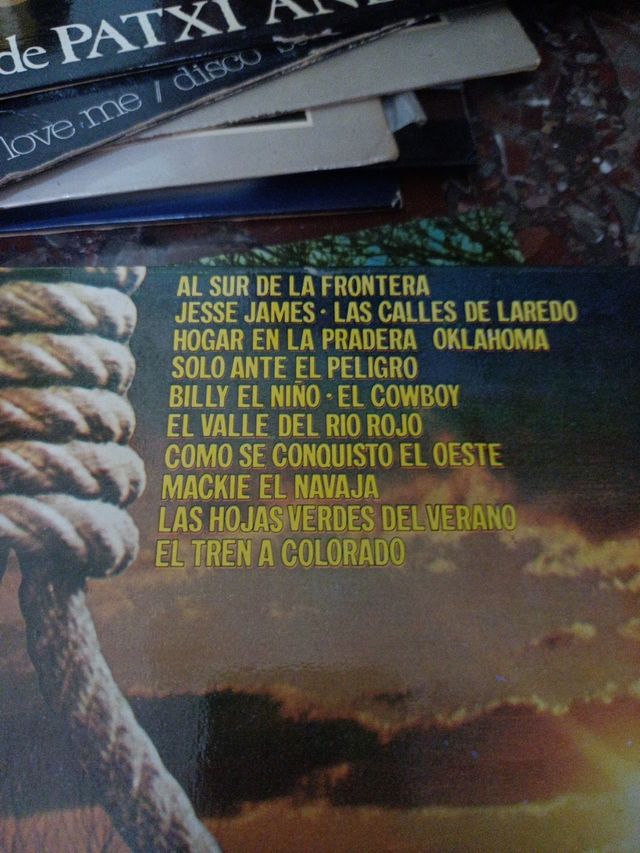 de PATXI AN
love me / disco
AL SUR DE LA FRONTERA
JESSE JAMES · LAS CALLES DE LAREDO
HOGAR EN LA PRADERA OKLAHOMA
SOLO ANTE EL PELIGRO
BILLY EL NIÑO · EL COWBOY
EL VALLE DEL RIO ROJO
COMO SE CONQUISTO EL OESTE
MACKIE EL NAVAJA
LAS HOJAS VERDES DEL VERANO
EL TREN A COLORADO